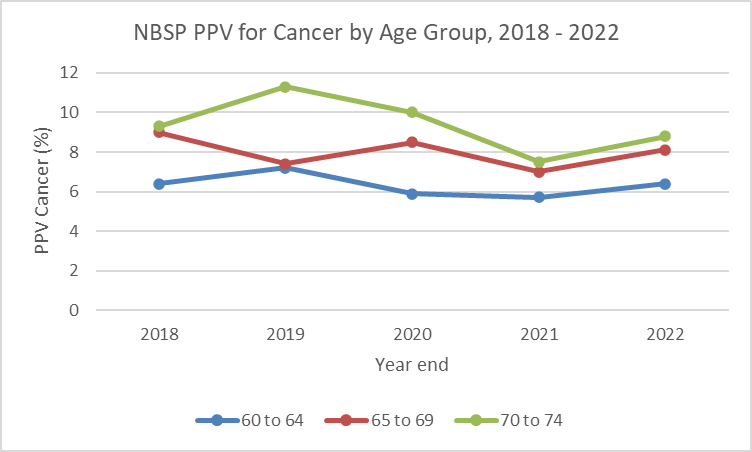 NBSP PPV for Cancer by Age Group, 2018 - 2022
PPV Cancer (%)
12
10
8
6
4
2
0
2018 2019 2020 2021 2022
Year end
60 to 64 65 to 69 70 to 74